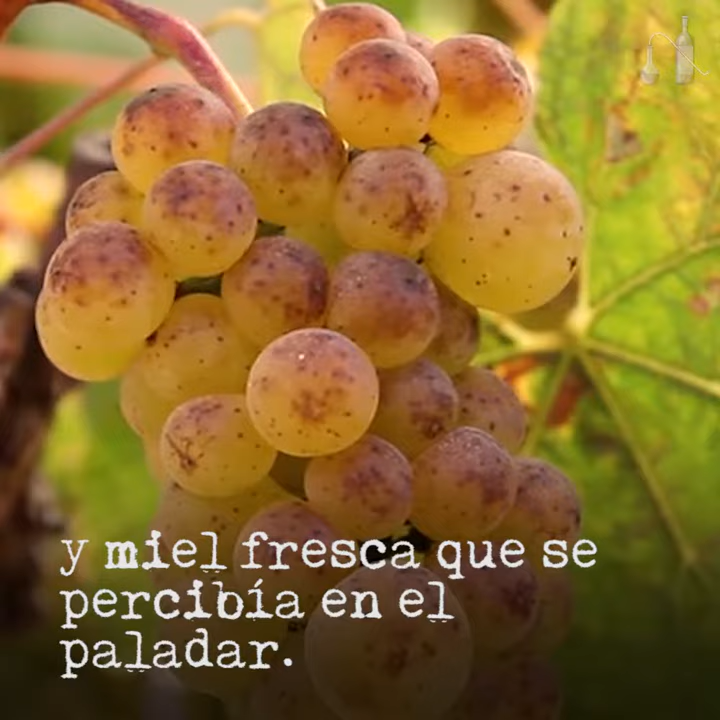 y miel fresca que se
percibía en el
paladar.